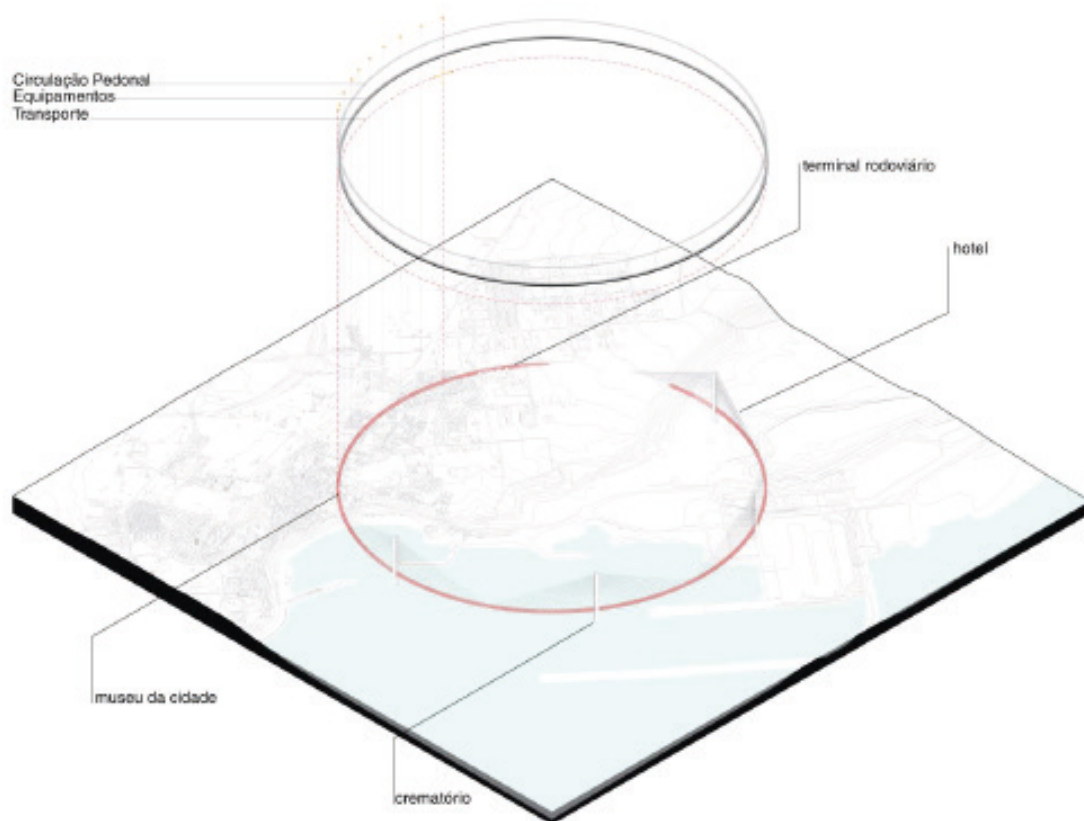 Circulação Pedonal
Equipamentos
Transporte
terminal rodoviário
hotel
museu da cidade
crematório